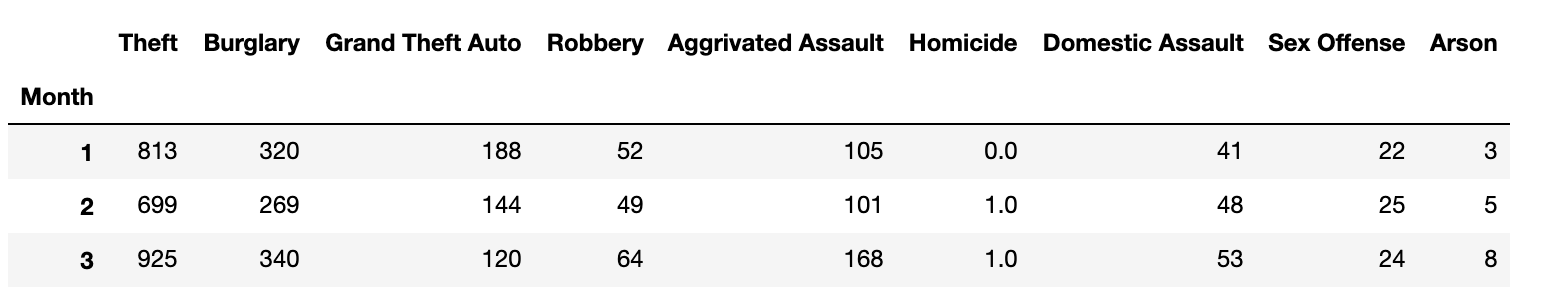 Theft Burglary Grand Theft Auto Robbery Aggrivated Assault Homicide Domestic Assault Sex Offense Arson
Month
1 813 320 188 52 105 0.0 41 22 3
2 699 269 144 49 101 1.0 48 25 5
3 925 340 120 64 168 1.0 53 24 8